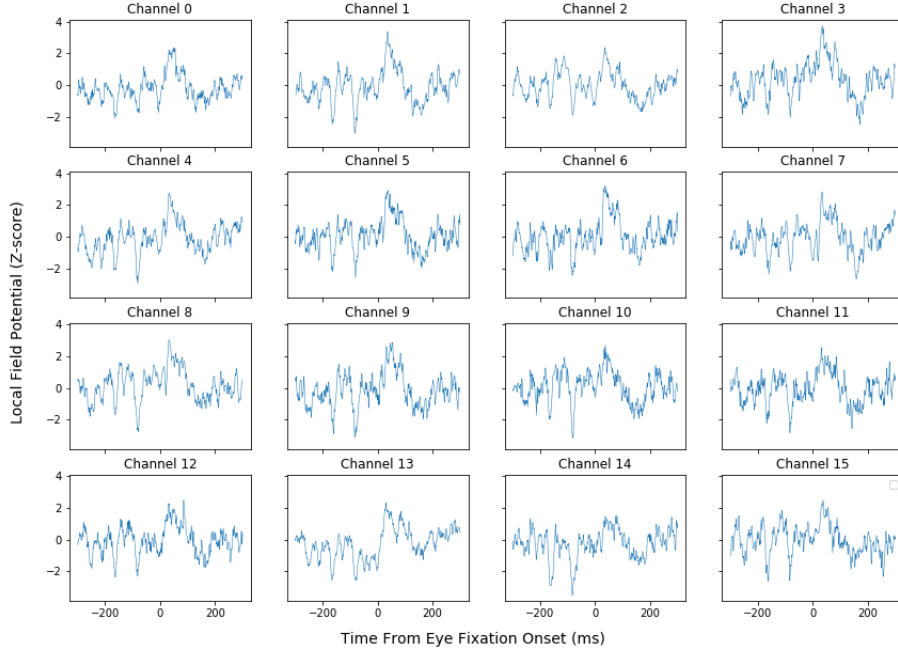 Channel 0 Channel 1 Channel 2 Channel 3
4
2
0
−2
Channel 4 Channel 5 Channel 6 Channel 7
4
2
0
−2
Channel 8 Channel 9 Channel 10 Channel 11
4
2
0
−2
Channel 12 Channel 13 Channel 14 Channel 15
4
2
0
−2
−200 0 200 −200 0 200 −200 0 200 −200 0 200
Local Field Potential (Z-score)
Time From Eye Fixation Onset (ms)